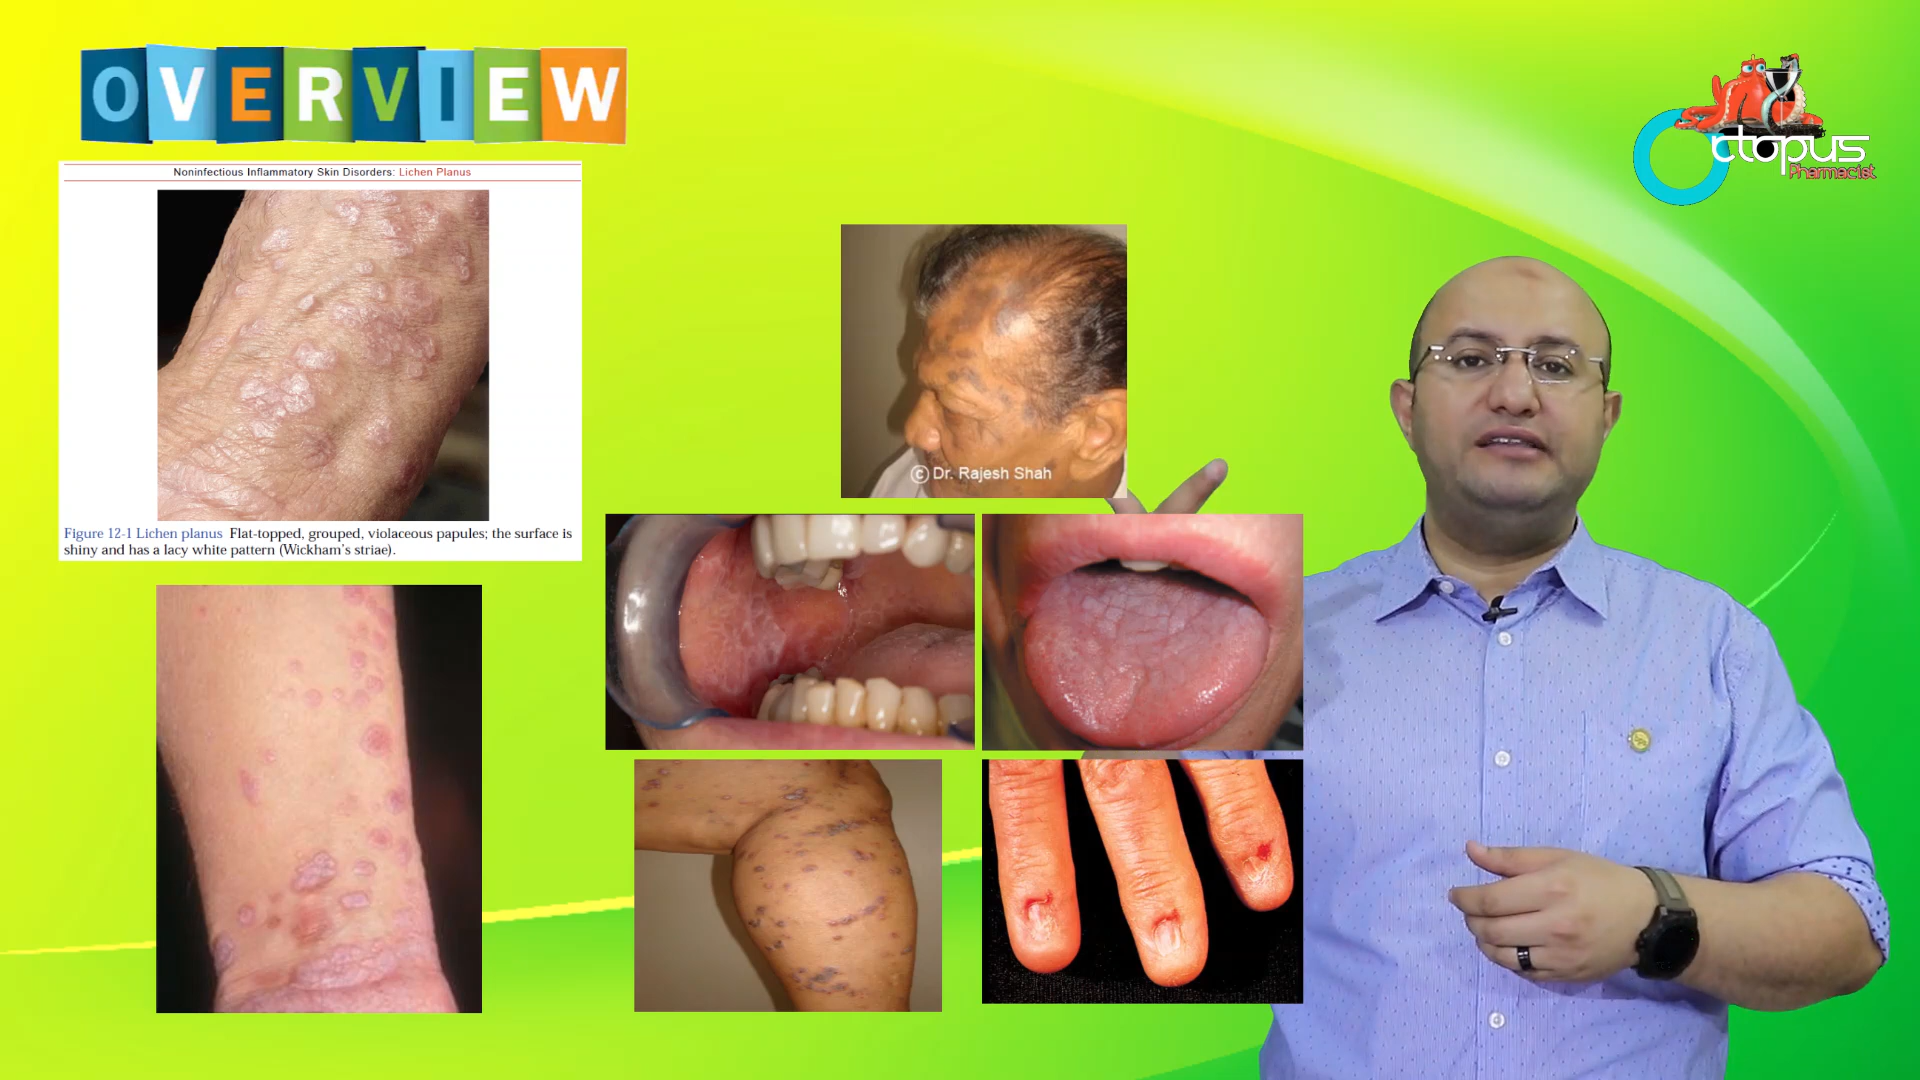 OVERVIEW
Noninfectious Inflammatory Skin Disorders: Lichen Planus
Figure 12-1 Lichen planus Flat-topped, grouped, violaceous papules; the surface is
shiny and has a lacy white pattern (Wickham's striae).
© Dr. Rajesh Shah
Octopus
Pharmacist